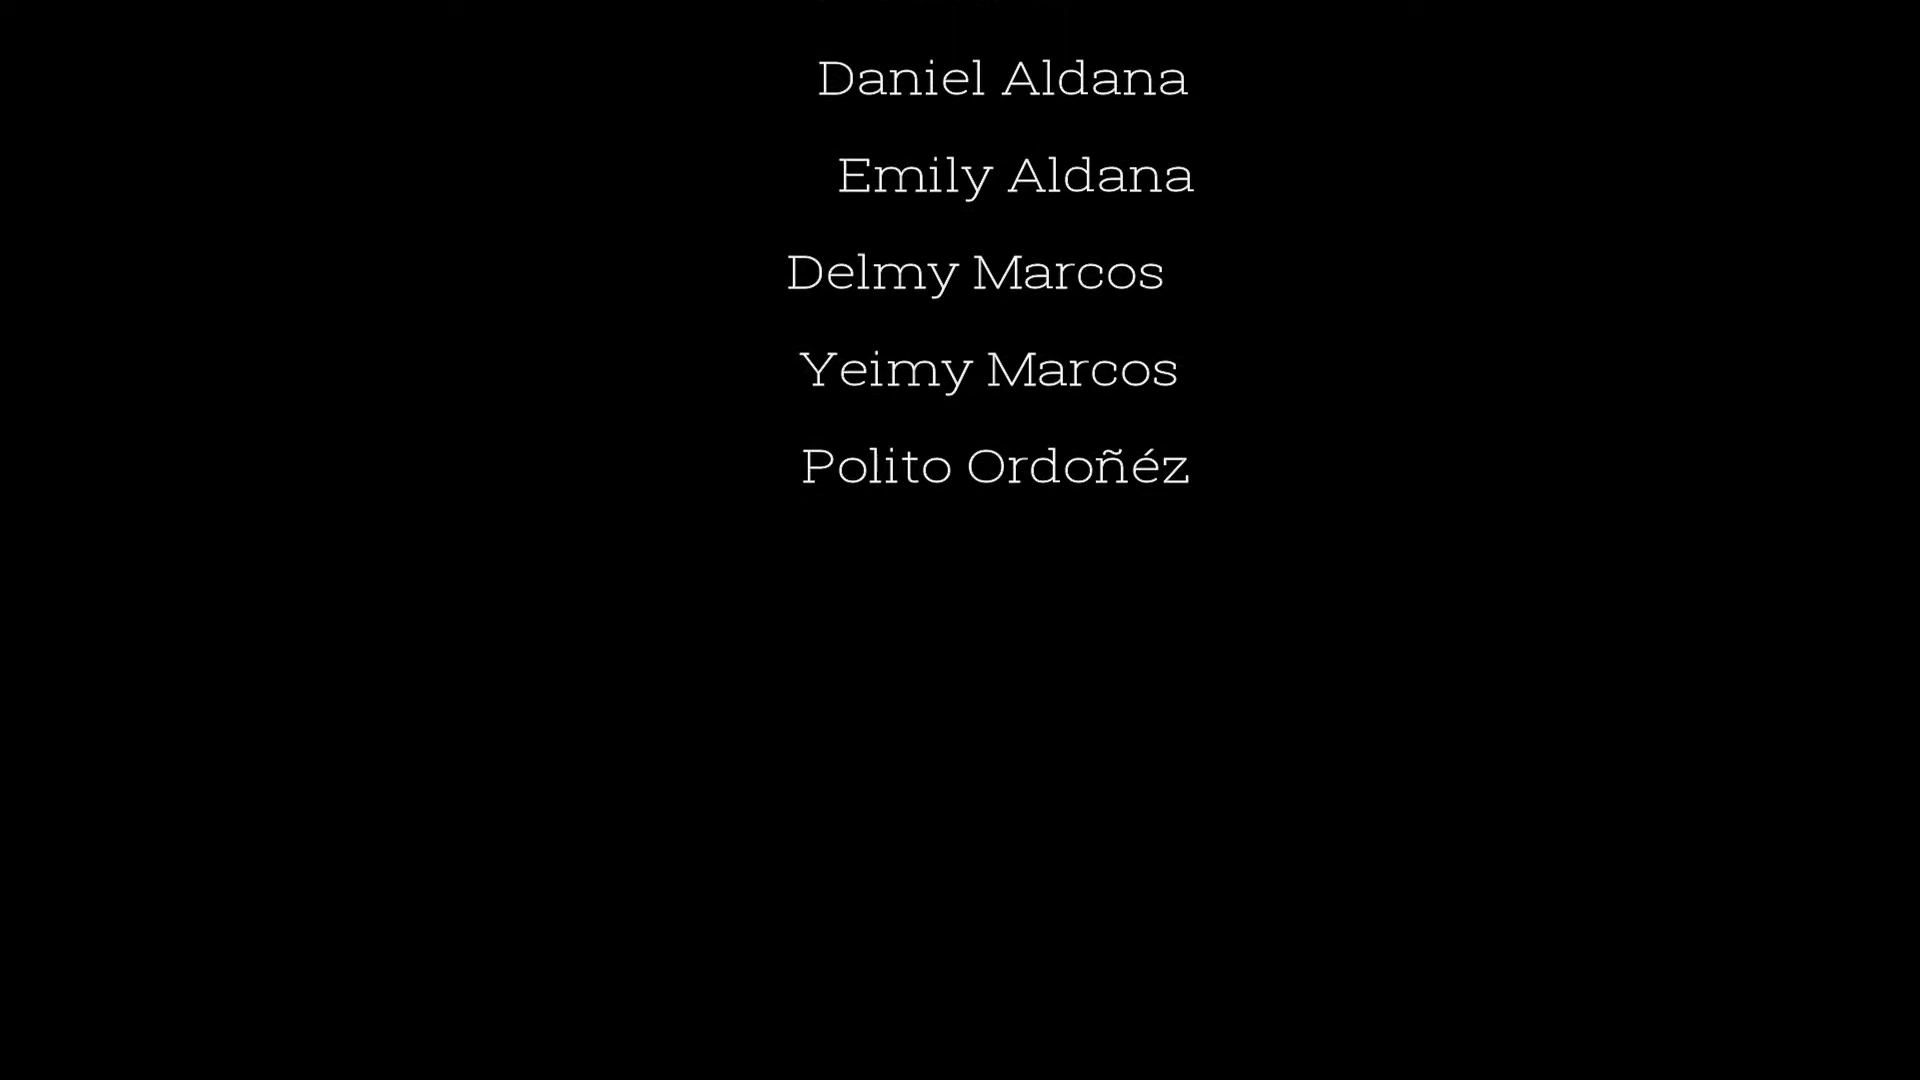 Daniel Aldana
Emily Aldana
Delmy Marcos
Yeimy Marcos
Polito Ordoñéz